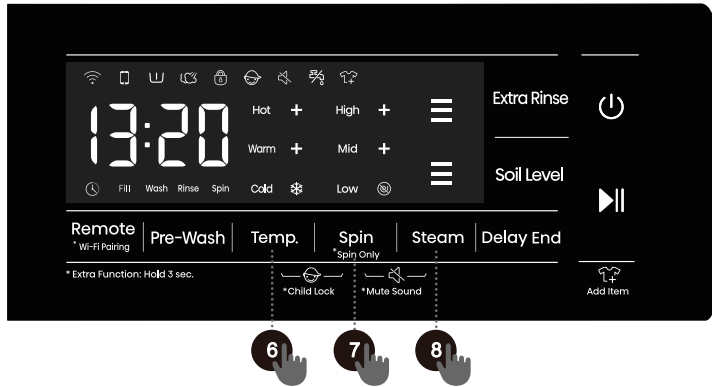 Hot + High +
Extra Rinse
13:20
Warm + Mid +
Soil Level
Fill Wash Rinse Spin Cold Low
Remote
* Wi-Fi Pairing
Pre-Wash
Temp.
Spin
*Spin Only
Steam
Delay End
* Extra Function: Hold 3 sec.
*Child Lock
*Mute Sound
Add Item
6 7 8